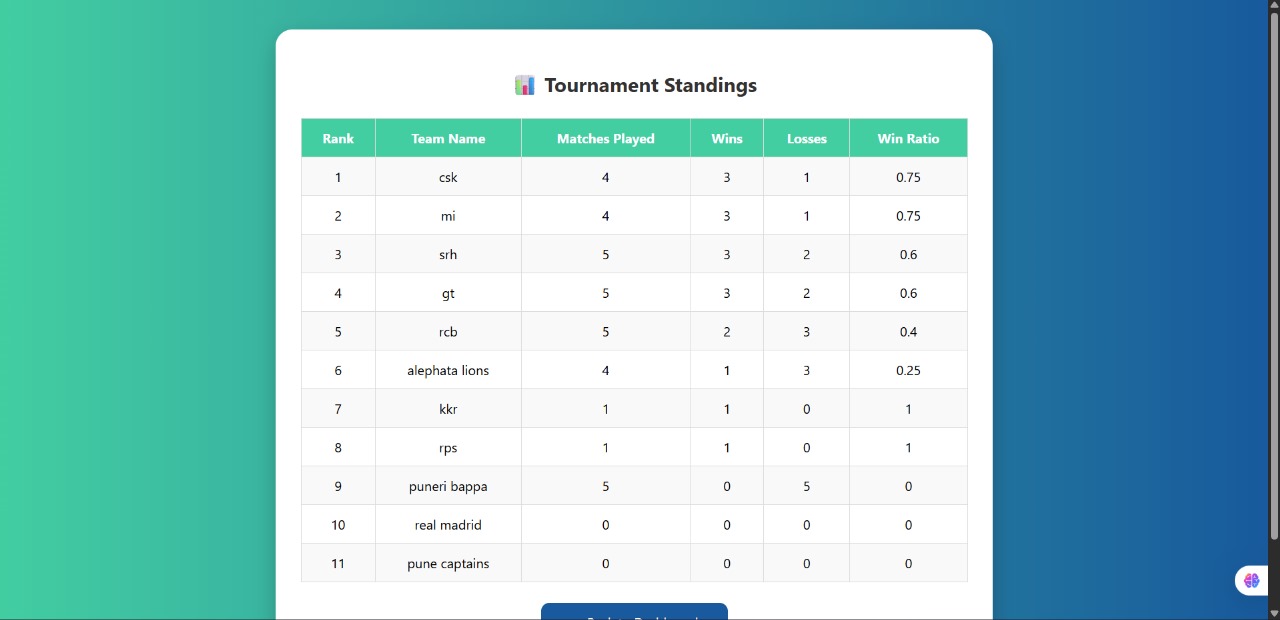 Tournament Standings
Rank Team Name Matches Played Wins Losses Win Ratio
1 csk 4 3 1 0.75
2 mi 4 3 1 0.75
3 srh 5 3 2 0.6
4 gt 5 3 2 0.6
5 rcb 5 2 3 0.4
6 alephata lions 4 1 3 0.25
7 kkr 1 1 0 1
8 rps 1 1 0 1
9 puneri bappa 5 0 5 0
10 real madrid 0 0 0 0
11 pune captains 0 0 0 0